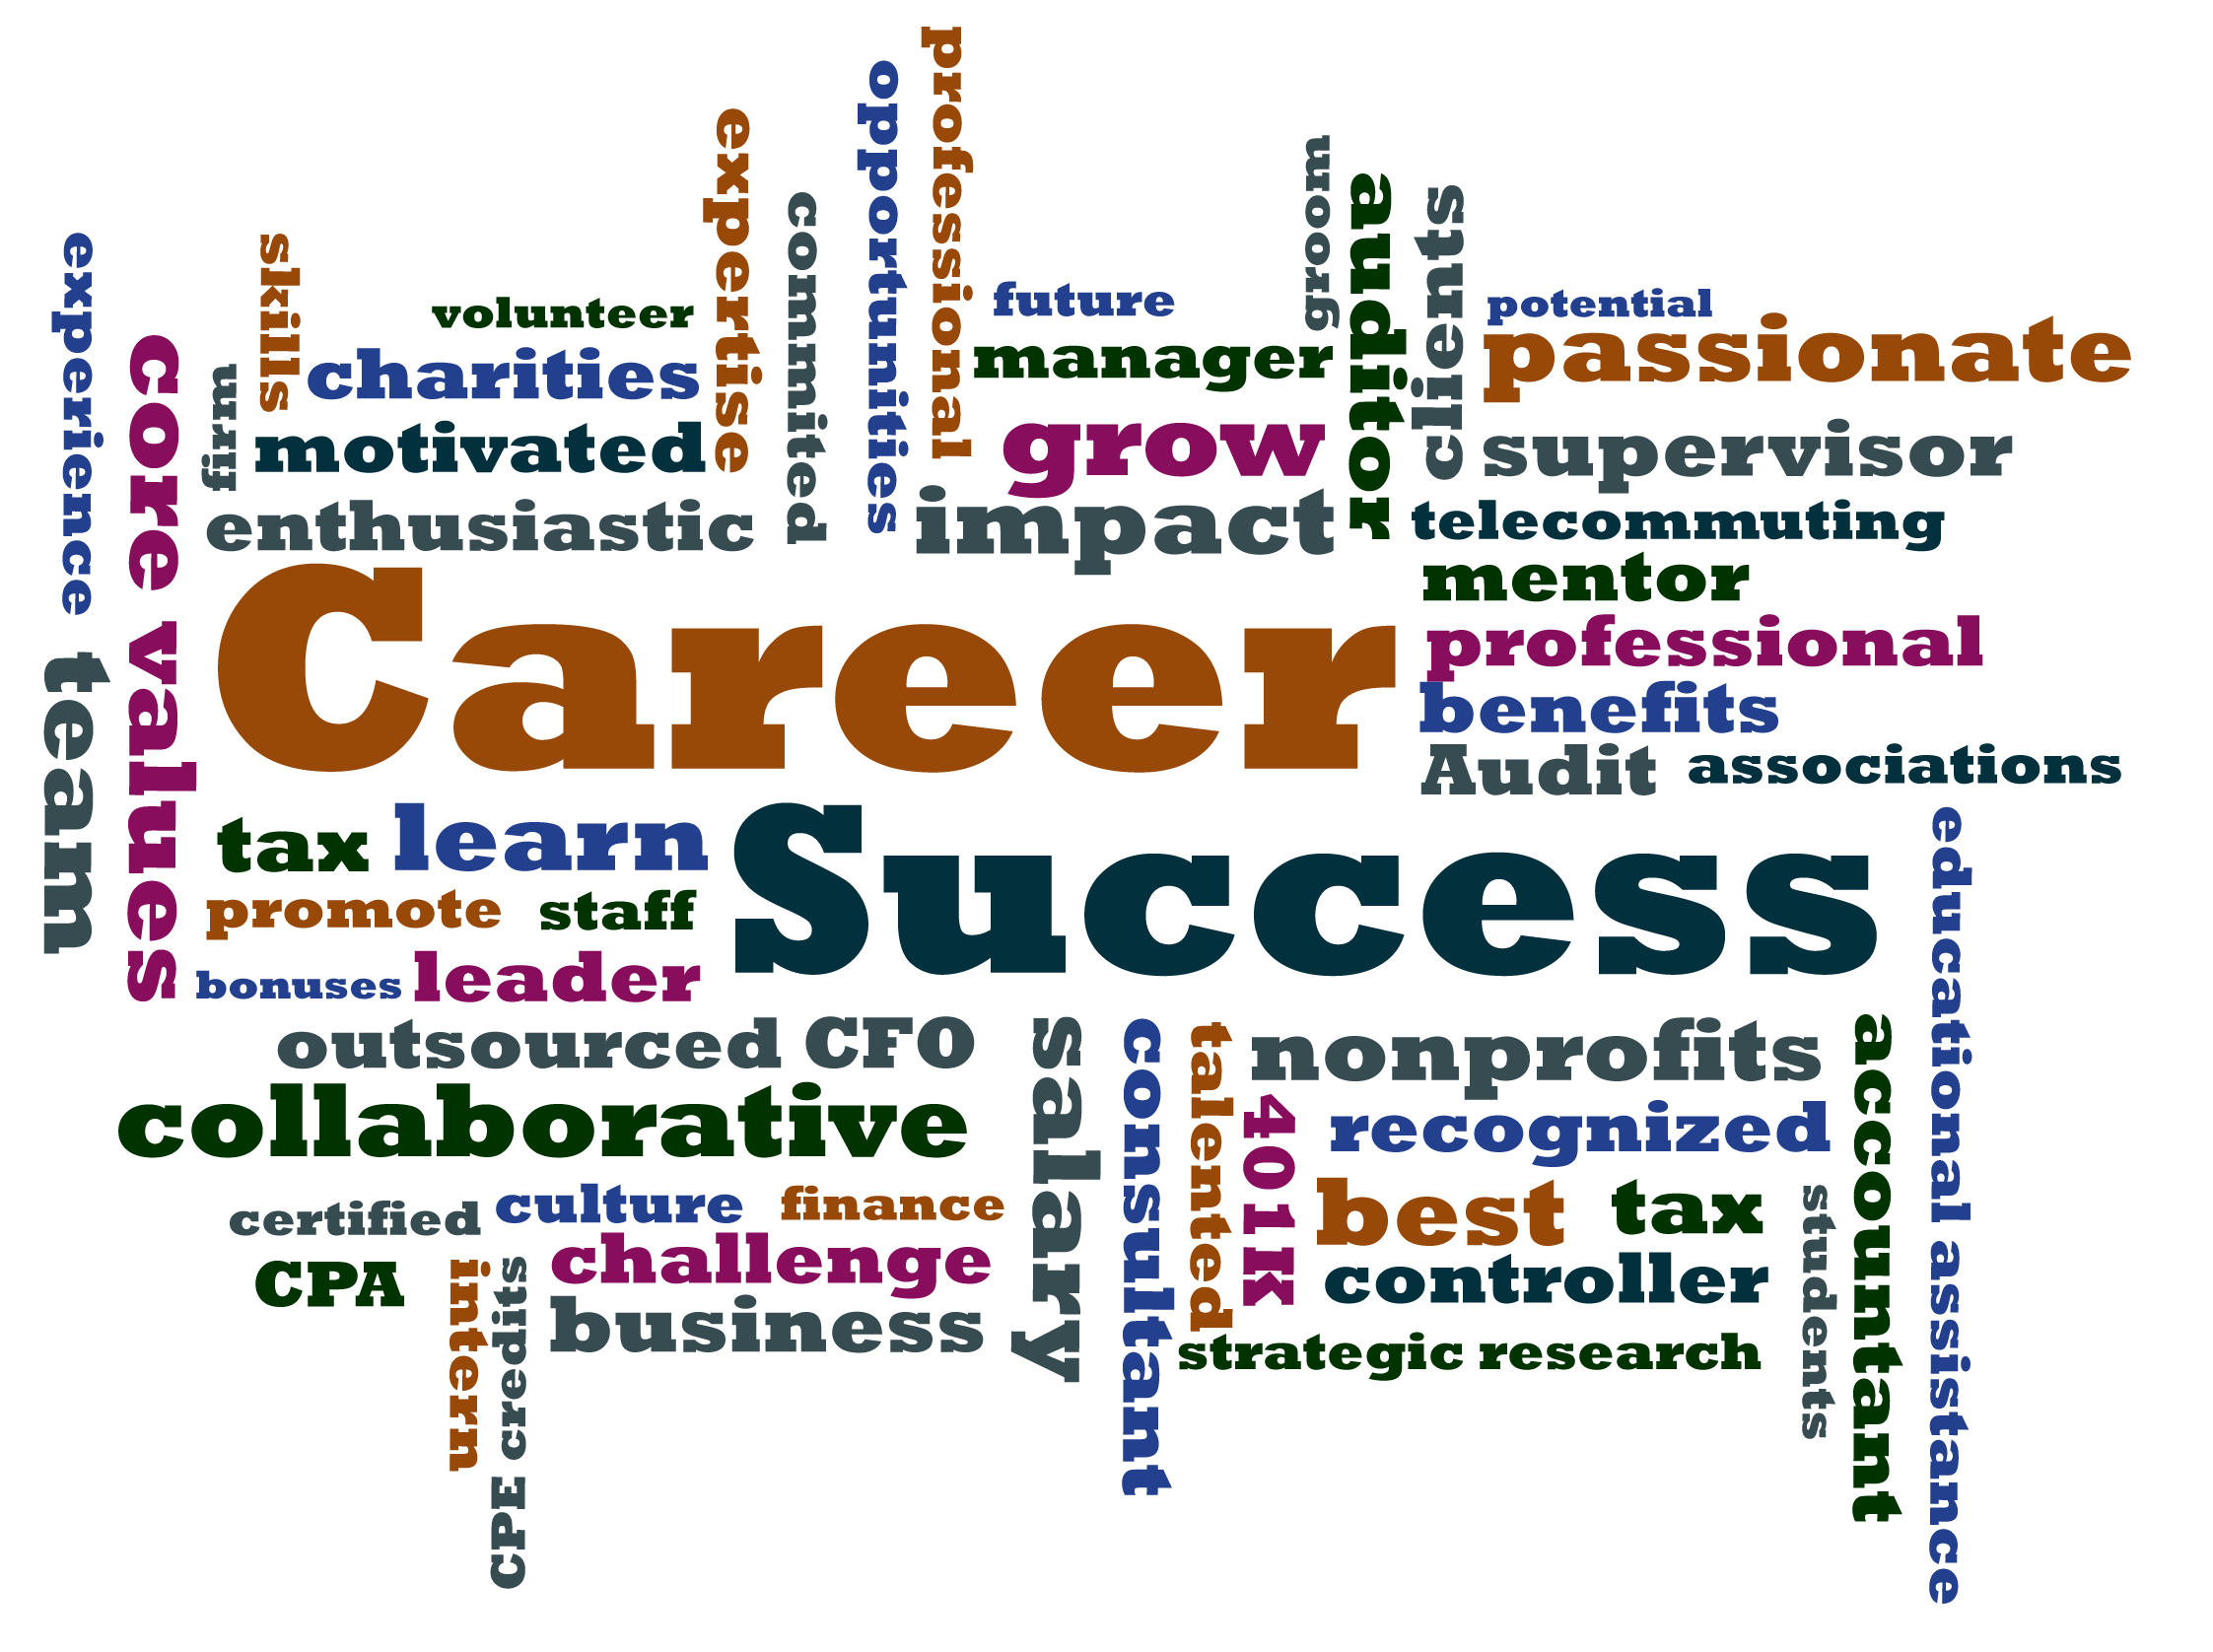 professional
opportunities
expertise
groom
auditor
clients
commited
experience
skills
volunteer
future
potential
core values
firm
charities
manager
passionate
motivated
grow
supervisor
enthusiastic
impact
telecommuting
mentor
Career
professional
benefits
team
Audit
associations
tax
learn
Success
educational assistance
promote
staff
bonuses
leader
outsourced CFO
salary
consultant
talented
nonprofits
accountant
collaborative
401K
recognized
certified
culture
finance
best
tax
students
CPA
intern
CPE credits
challenge
controller
business
strategic research